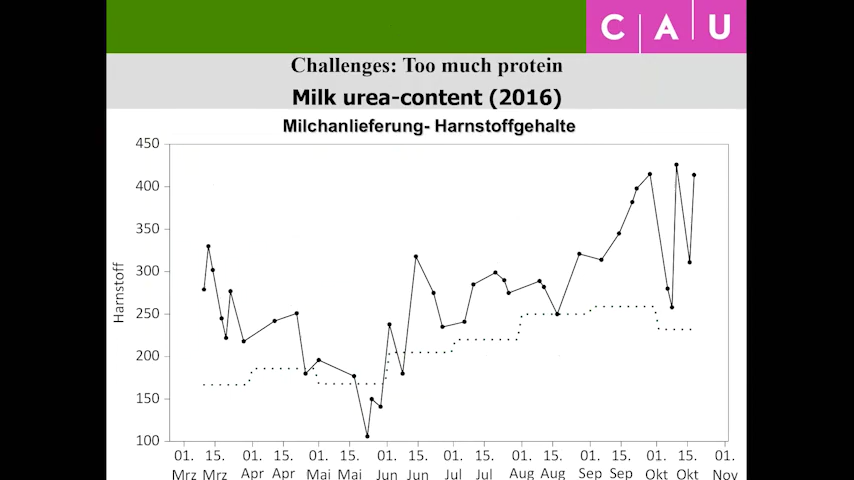 CAU
Challenges: Too much protein
Milk urea-content (2016)
Milchanlieferung- Harnstoffgehalte
450
400
350
300
250
200
150
100
Harnstoff
01. 15. 01. 15. 01. 15. 01. 15. 01. 15. 01. 15. 01. 15. 01. 15. 01.
Mrz Mrz Apr Apr Mai Mai Jun Jun Jul Jul Aug Aug Sep Sep Okt Okt Nov